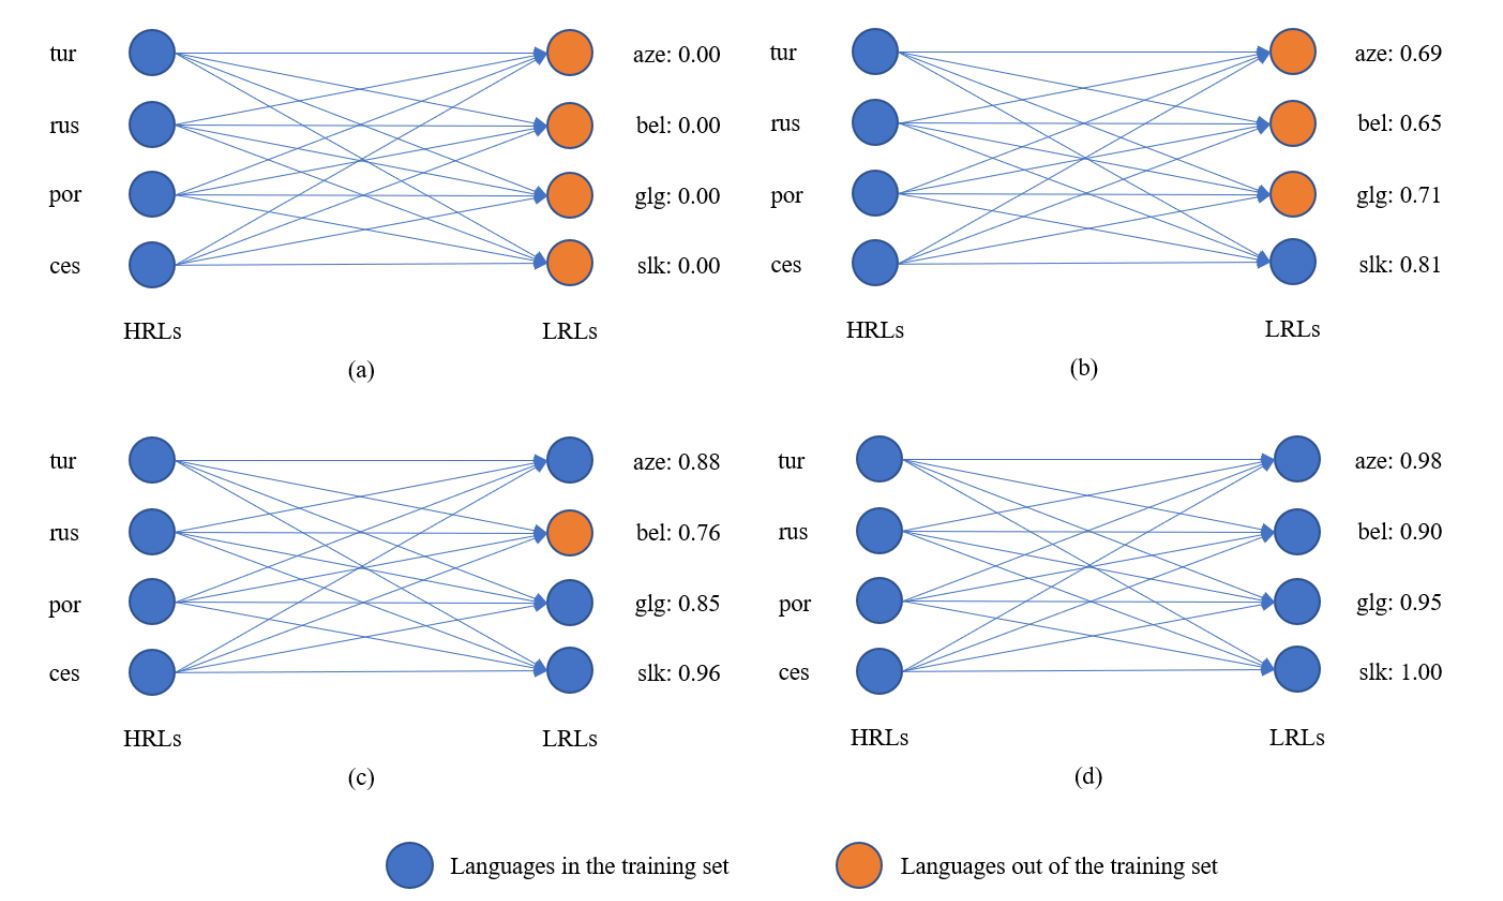 tur
aze: 0.00
rus
bel: 0.00
por
glg: 0.00
ces
slk: 0.00
HRLs
LRLs
(a)
tur
aze: 0.69
rus
bel: 0.65
por
glg: 0.71
ces
slk: 0.81
HRLs
LRLs
(b)
tur
aze: 0.88
rus
bel: 0.76
por
glg: 0.85
ces
slk: 0.96
HRLs
LRLs
(c)
tur
aze: 0.98
rus
bel: 0.90
por
glg: 0.95
ces
slk: 1.00
HRLs
LRLs
(d)
Languages in the training set
Languages out of the training set